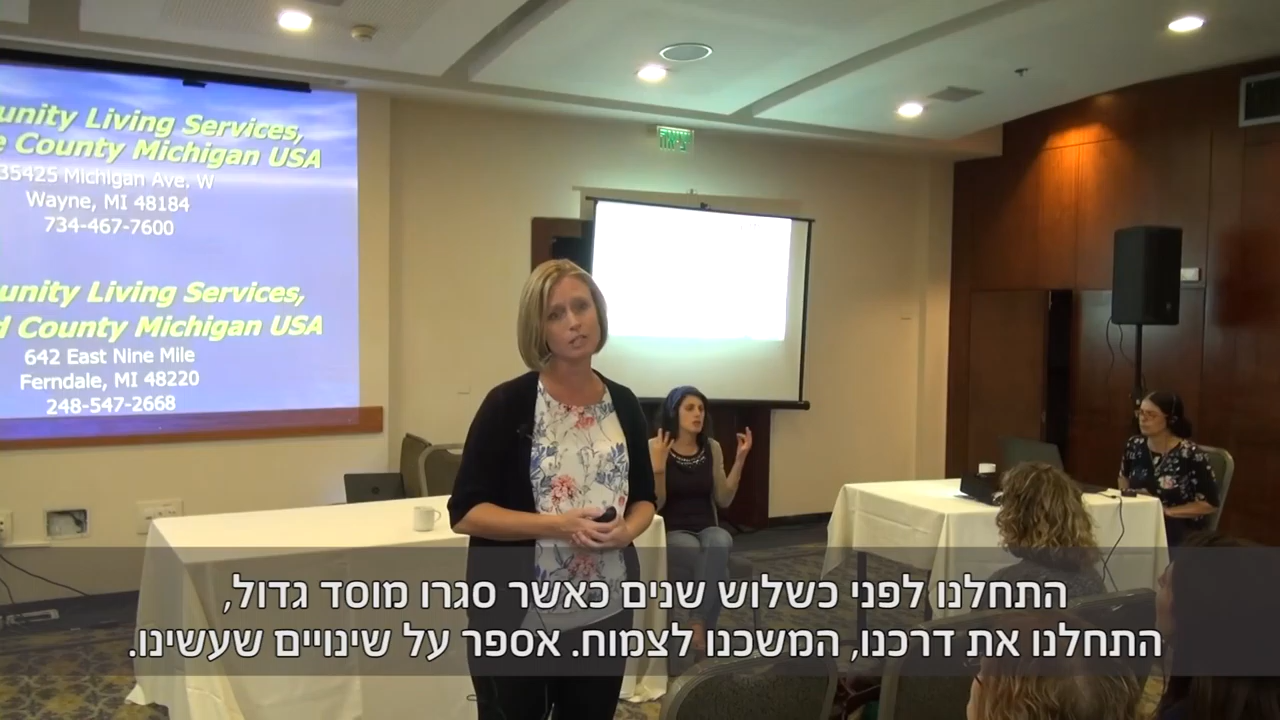 unity Living Services,
e County Michigan USA
35425 Michigan Ave. W
Wayne, MI 48184
734-467-7600
unity Living Services,
d County Michigan USA
642 East Nine Mile
Ferndale, MI 48220
248-547-2668
יציאה
התחלנו לפני כשלוש שנים כאשר סגרו מוסד גדול,
התחלנו את דרכנו, המשכנו לצמוח. אספר על שינויים שעשינו.